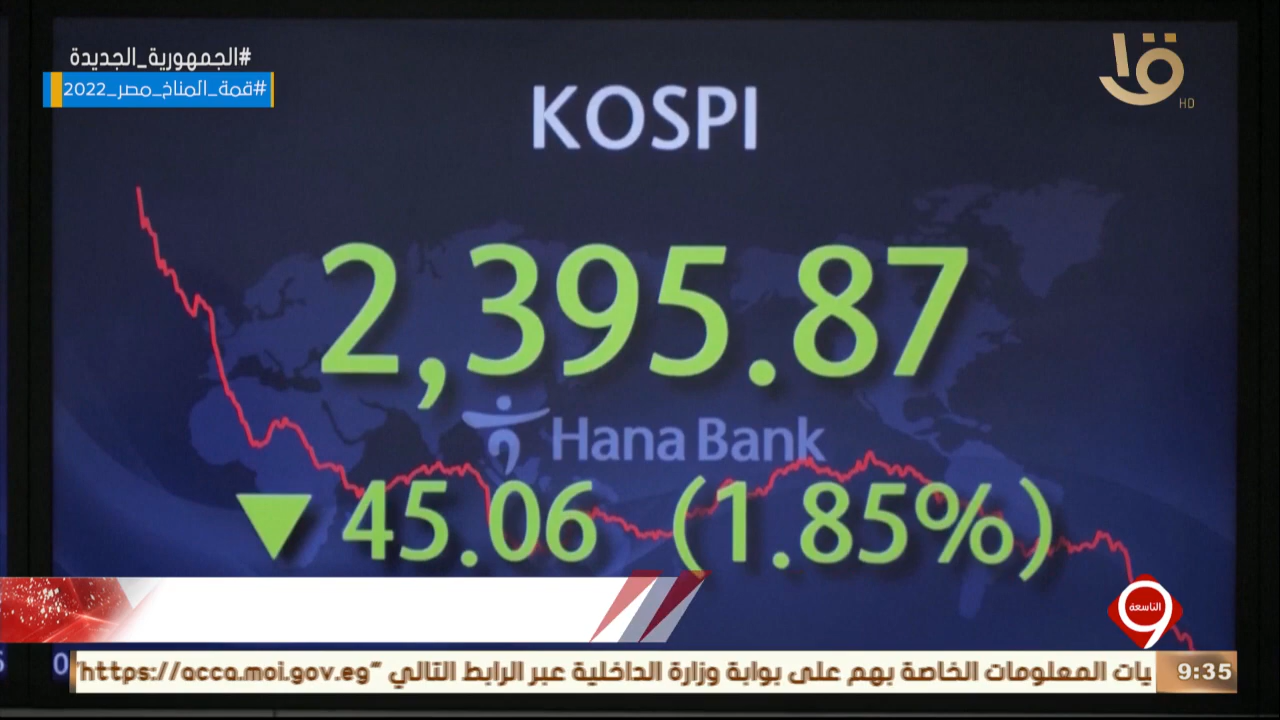 #الجمهورية_الجديدة
#قمة_المناخ_مصر_2022
HD
KOSPI
2,395.87
Hana Bank
▼45.06 (1.85%)
التاسعة
9
يات المعلومات الخاصة بهم على بوابة وزارة الداخلية عبر الرابط التالي "https://acca.moi.gov.eg"
9:35